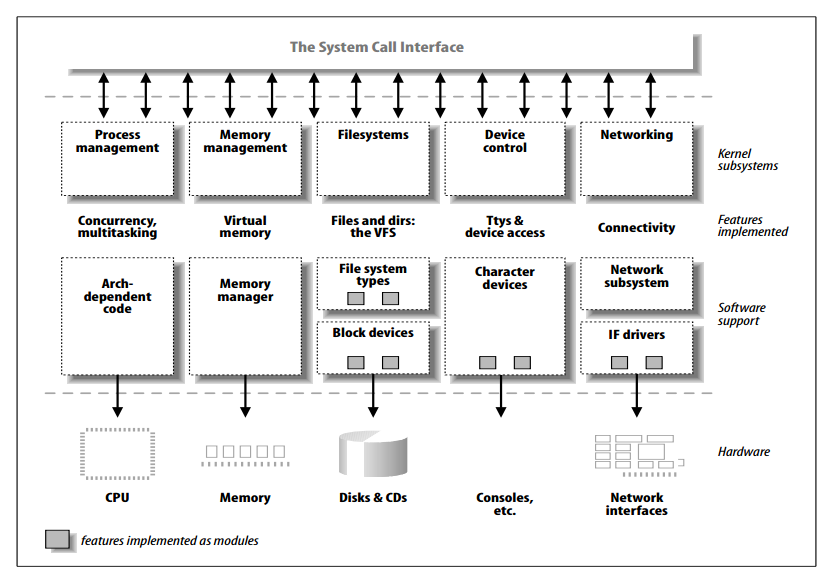 The System Call Interface
Process
management
Memory
management
Filesystems
Device
control
Networking
Kernel
subsystems
Concurrency,
multitasking
Virtual
memory
Files and dirs:
the VFS
Ttys &
device access
Connectivity
Features
implemented
Arch-
dependent
code
Memory
manager
File system
types
Block devices
Character
devices
Network
subsystem
IF drivers
Software
support
Hardware
CPU
Memory
Disks & CDs
Consoles,
etc.
Network
interfaces
features implemented as modules